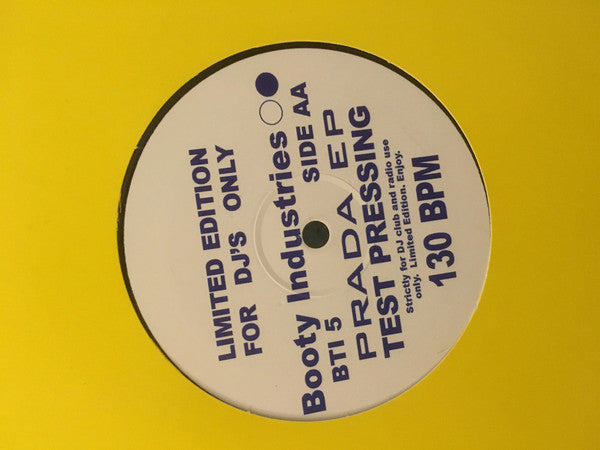 LIMITED EDITION
FOR DJ'S ONLY
Booty Industries
BTI 5 SIDE AA
PRADA EP
TEST PRESSING
Strictly for DJ club and radio use
only. Limited Edition. Enjoy.
130 BPM